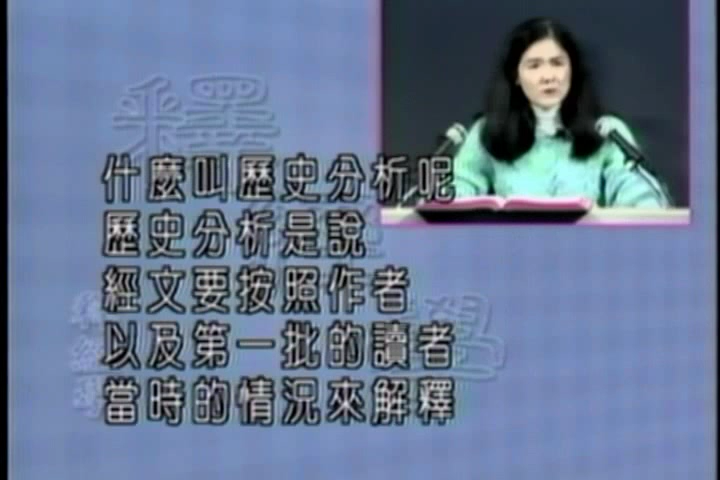 什麼叫歷史分析呢
歷史分析是說
經文要按照作者
以及第一批的讀者
當時的情況來解釋